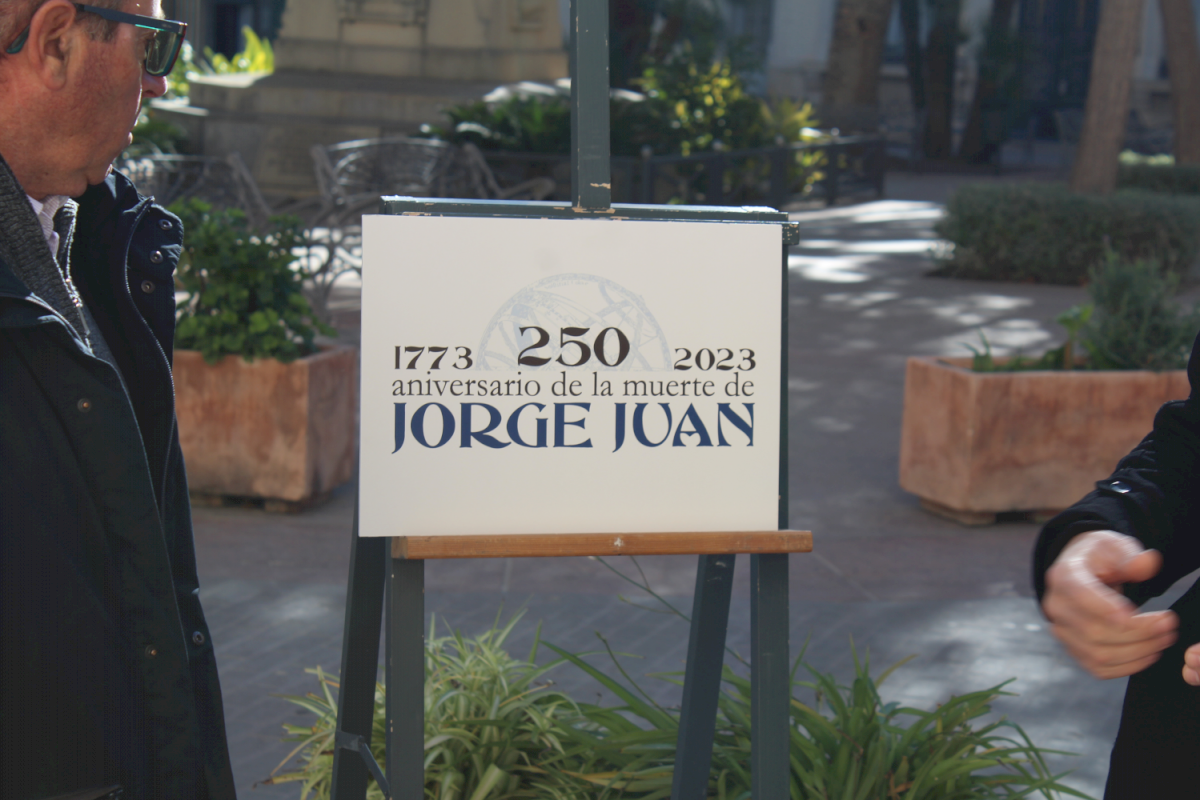 1773 250 2023
aniversario de la muerte de
JORGE JUAN